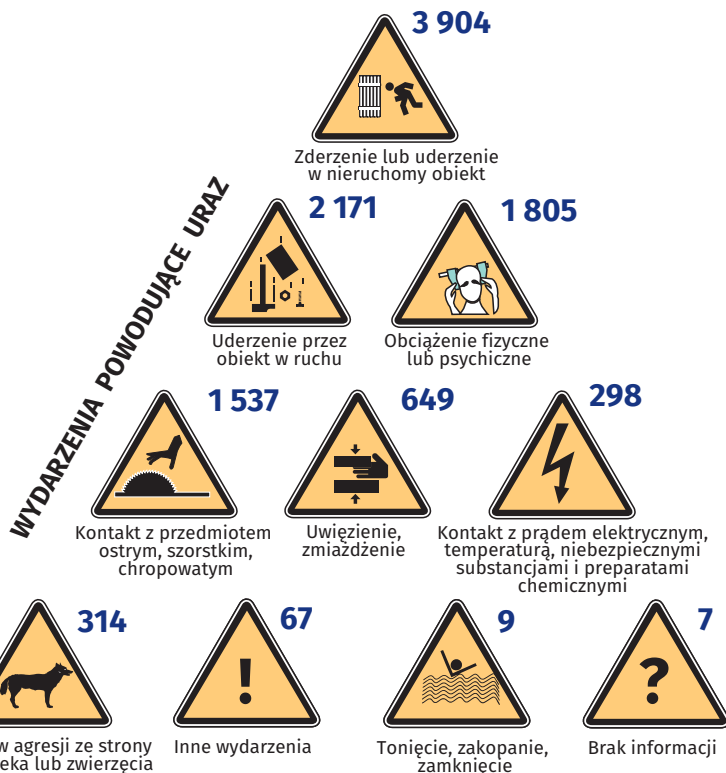 3 904
Zderzenie lub uderzenie
w nieruchomy obiekt
WYDARZENIA POWODUJĄCE URAZ
2 171
Uderzenie przez
obiekt w ruchu
1 805
Obciążenie fizyczne
lub psychiczne
1 537
Kontakt z przedmiotem
ostrym, szorstkim,
chropowatym
649
Uwięzienie,
zmiażdżenie
298
Kontakt z prądem elektrycznym,
temperaturą, niebezpiecznymi
substancjami i preparatami
chemicznymi
314
agresji ze strony
lub zwierzęcia
67
!
Inne wydarzenia
9
Tonięcie, zakopanie,
zamknięcie
7
?
Brak informacji